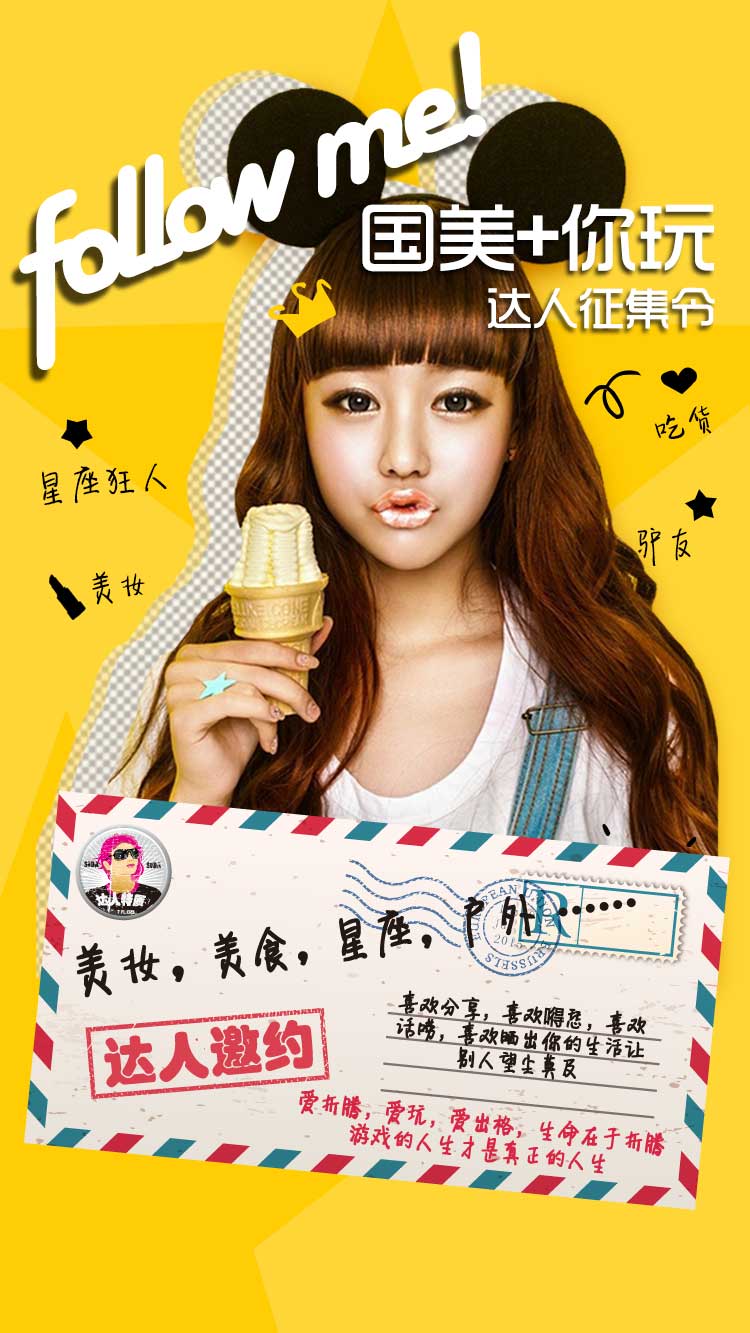 follow me!
国美+你玩
达人征集令
吃货
星座狂人
驴友
美妆
达人特屏
美妆，美食，星座，户外······
R
EUROPEAN UNION
2015
BRUSSELS
喜欢分享，喜欢嘚瑟，喜欢
话唠，喜欢晒出你的生活让
别人望尘莫及
达人邀约
爱折腾，爱玩，爱出格，生命在于折腾
游戏的人生才是真正的人生